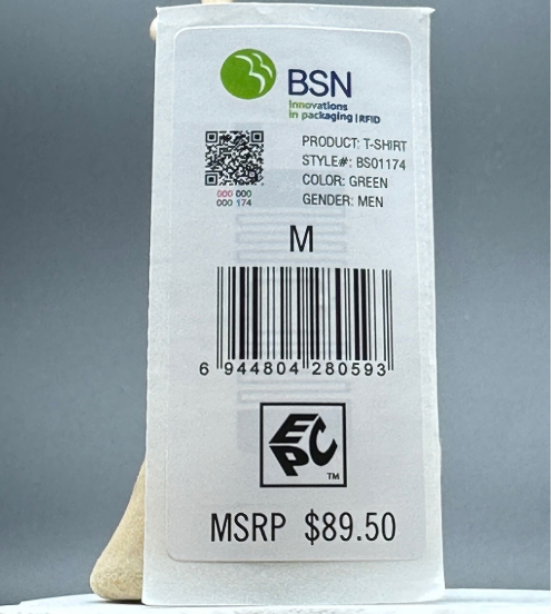 BSN
Innovations
in packaging | RFID
PRODUCT: T-SHIRT
STYLE#: BS01174
COLOR: GREEN
GENDER: MEN
000 000
000 174
M
6 944804 280593
EPC
TM
MSRP $89.50